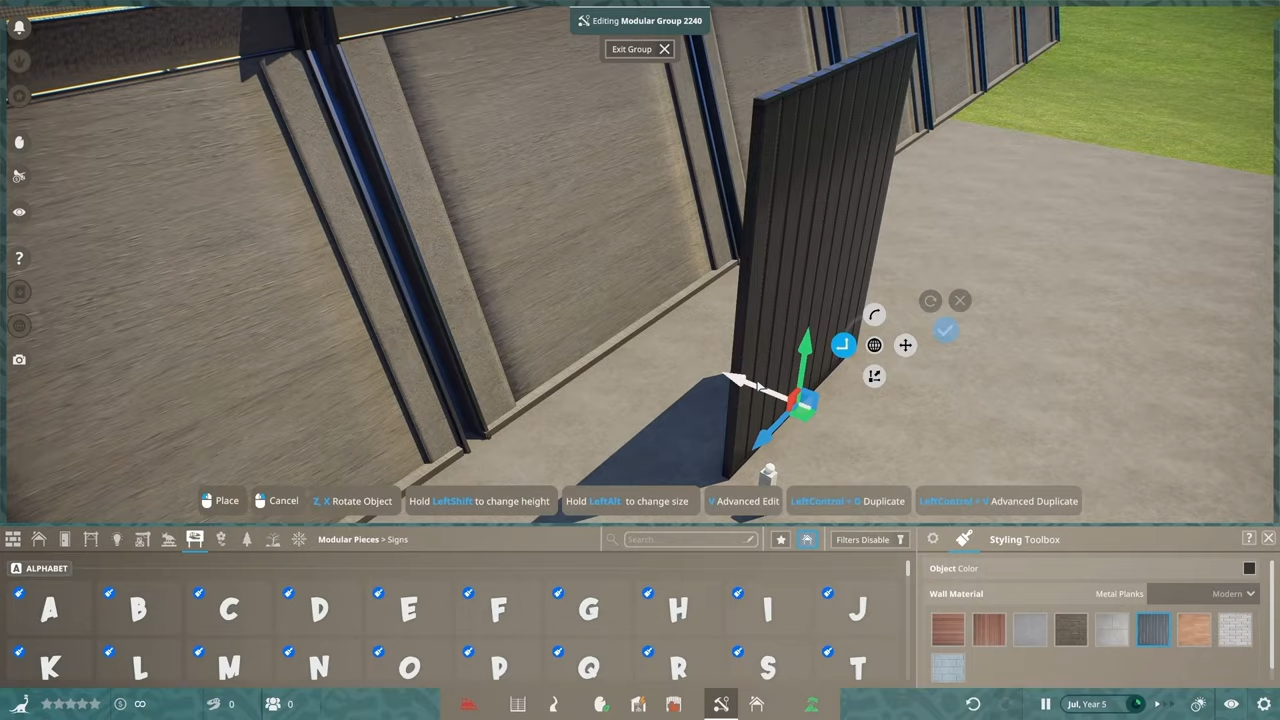 Editing Modular Group 2240
Exit Group
?
Place
Cancel
Z, X Rotate Object
Hold LeftShift to change height
Hold LeftAlt to change size
V Advanced Edit
LeftControl + D Duplicate
LeftControl + V Advanced Duplicate
Modular Pieces > Signs
Search...
Filters Disable
Styling Toolbox
?
A ALPHABET
A B C D E F G H I J
K L M N O P Q R S T
Object Color
Wall Material Metal Planks Modern
∞
0
0
Jul, Year 5